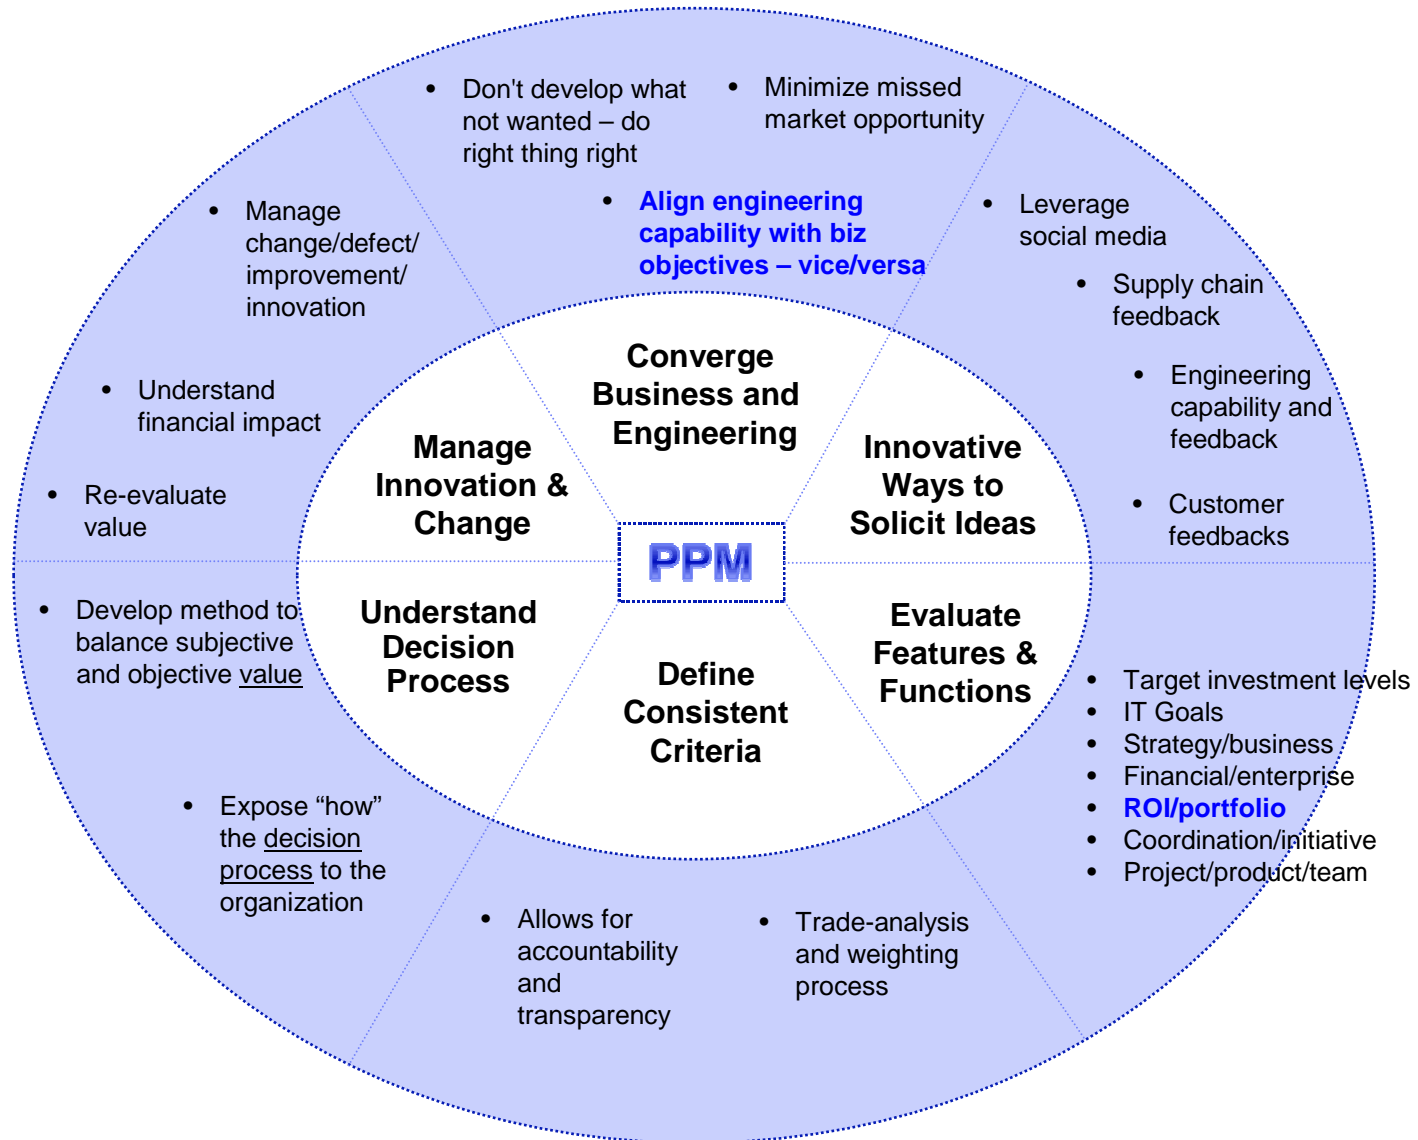 • Don't develop what
not wanted – do
right thing right
• Minimize missed
market opportunity
• Align engineering
capability with biz
objectives – vice/versa
• Manage
change/defect/
improvement/
innovation
• Understand
financial impact
• Re-evaluate
value
• Leverage
social media
• Supply chain
feedback
• Engineering
capability and
feedback
• Customer
feedbacks
Converge
Business and
Engineering
Manage
Innovation &
Change
Innovative
Ways to
Solicit Ideas
PPM
Understand
Decision
Process
Define
Consistent
Criteria
Evaluate
Features &
Functions
• Develop method to
balance subjective
and objective value
• Expose “how”
the decision
process to the
organization
• Allows for
accountability
and
transparency
• Trade-analysis
and weighting
process
• Target investment levels
• IT Goals
• Strategy/business
• Financial/enterprise
• ROI/portfolio
• Coordination/initiative
• Project/product/team